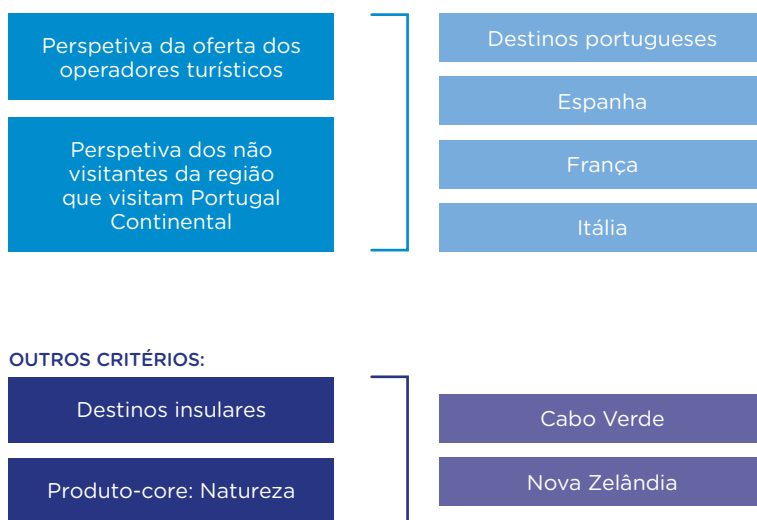 Perspetiva da oferta dos
operadores turísticos
Perspetiva dos não
visitantes da região
que visitam Portugal
Continental
Destinos portugueses
Espanha
França
Itália
OUTROS CRITÉRIOS:
Destinos insulares
Produto-core: Natureza
Cabo Verde
Nova Zelândia